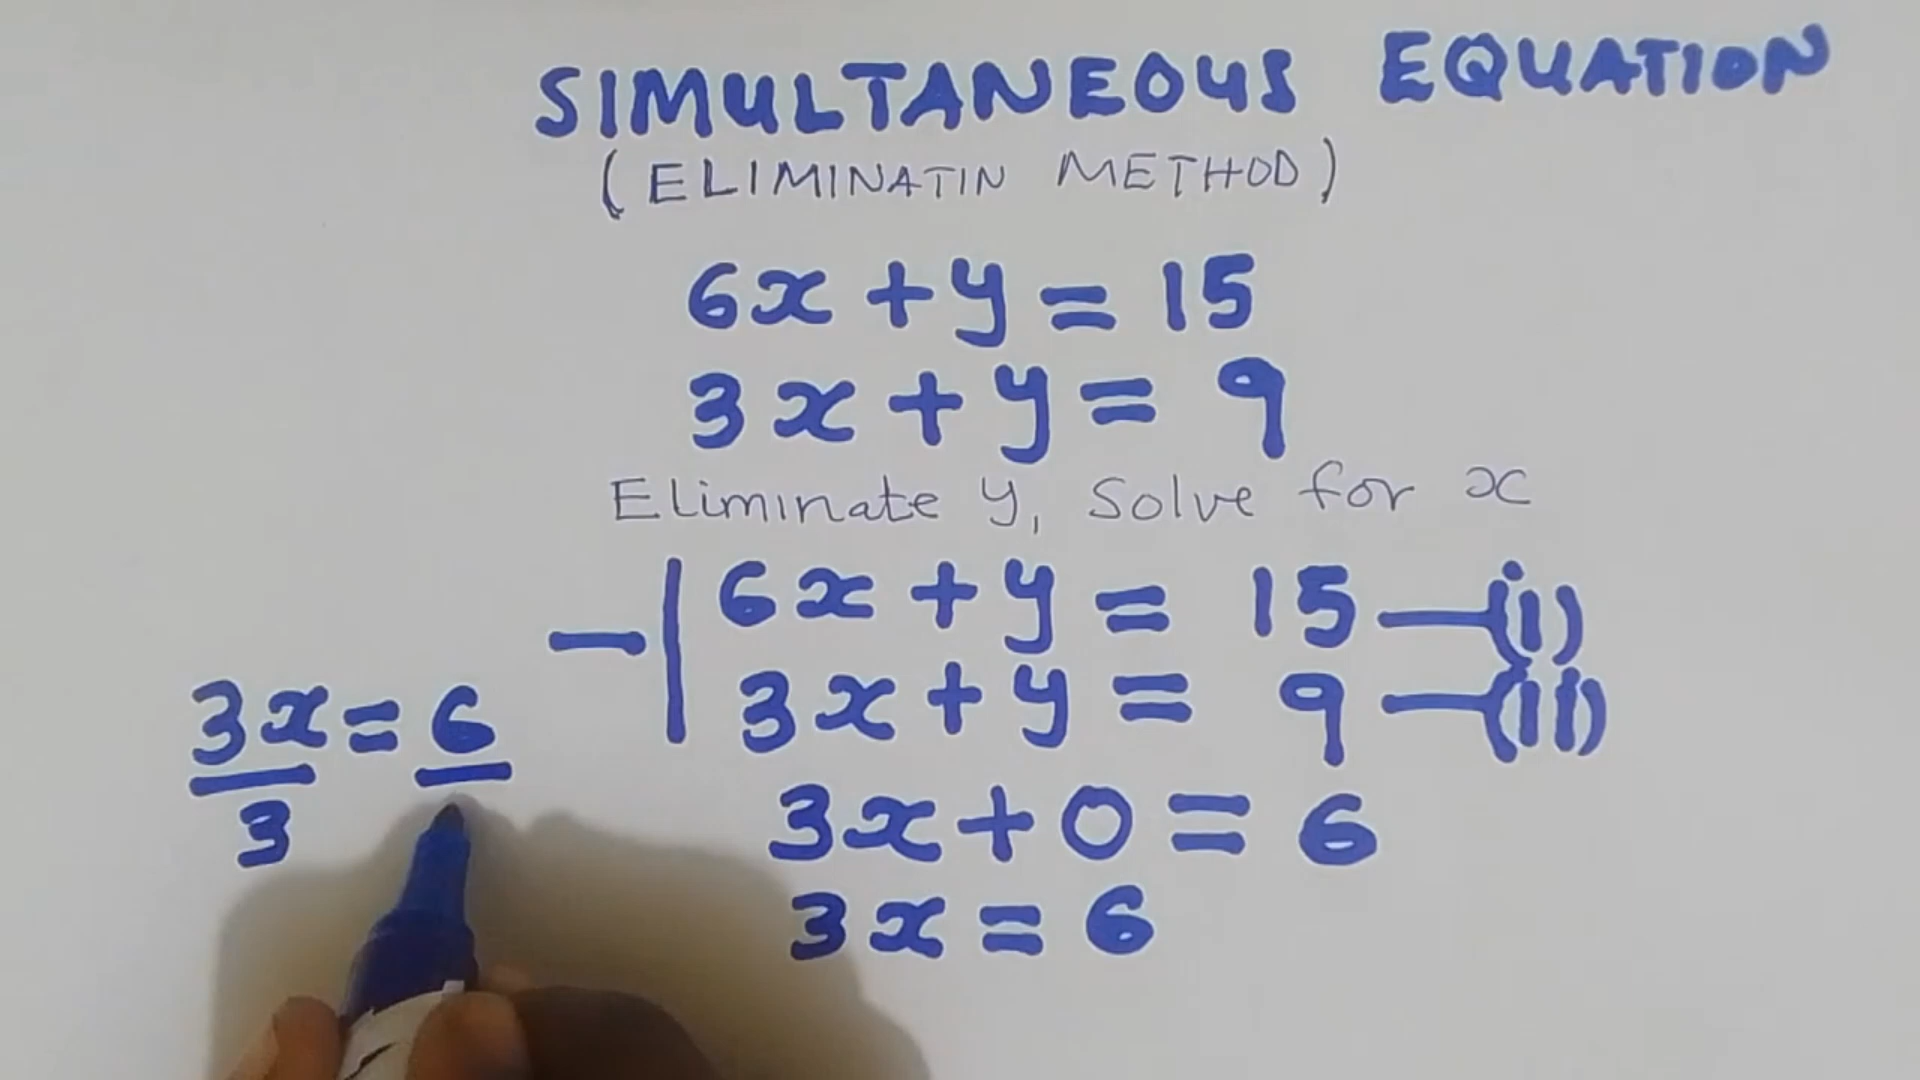 SIMULTANEOUS EQUATION
(ELIMINATIN METHOD)
6x + y = 15
3x + y = 9
Eliminate y, Solve for x
- | 6x + y = 15 — (i)
3x + y = 9 — (ii)
3x + 0 = 6
3x = 6
3x = 6
3